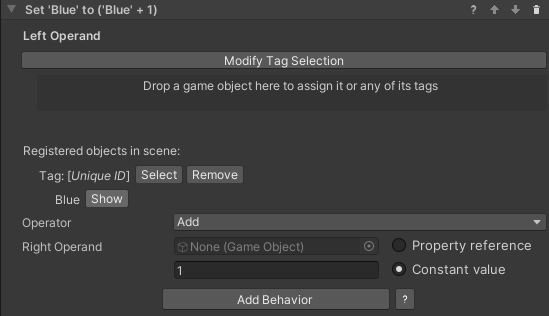 Set 'Blue' to ('Blue' + 1)
?
Left Operand
Modify Tag Selection
Drop a game object here to assign it or any of its tags
Registered objects in scene:
Tag: [Unique ID] Select Remove
Blue Show
Operator Add
Right Operand None (Game Object) Property reference
1 Constant value
Add Behavior ?